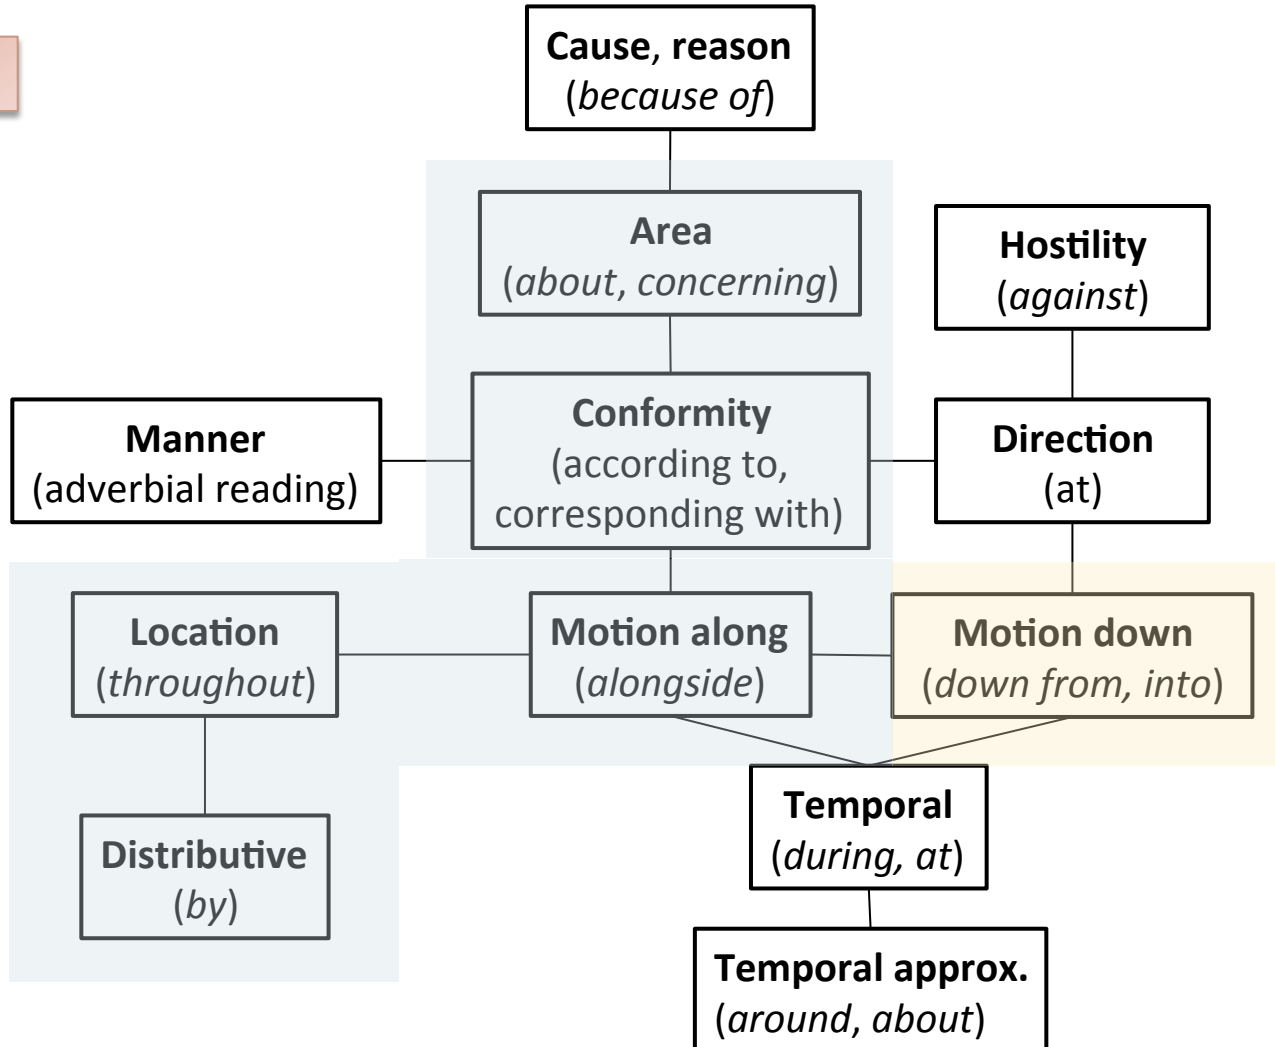 Cause, reason
(because of)
Area
(about, concerning)
Hostility
(against)
Manner
(adverbial reading)
Conformity
(according to,
corresponding with)
Direction
(at)
Location
(throughout)
Motion along
(alongside)
Motion down
(down from, into)
Distributive
(by)
Temporal
(during, at)
Temporal approx.
(around, about)